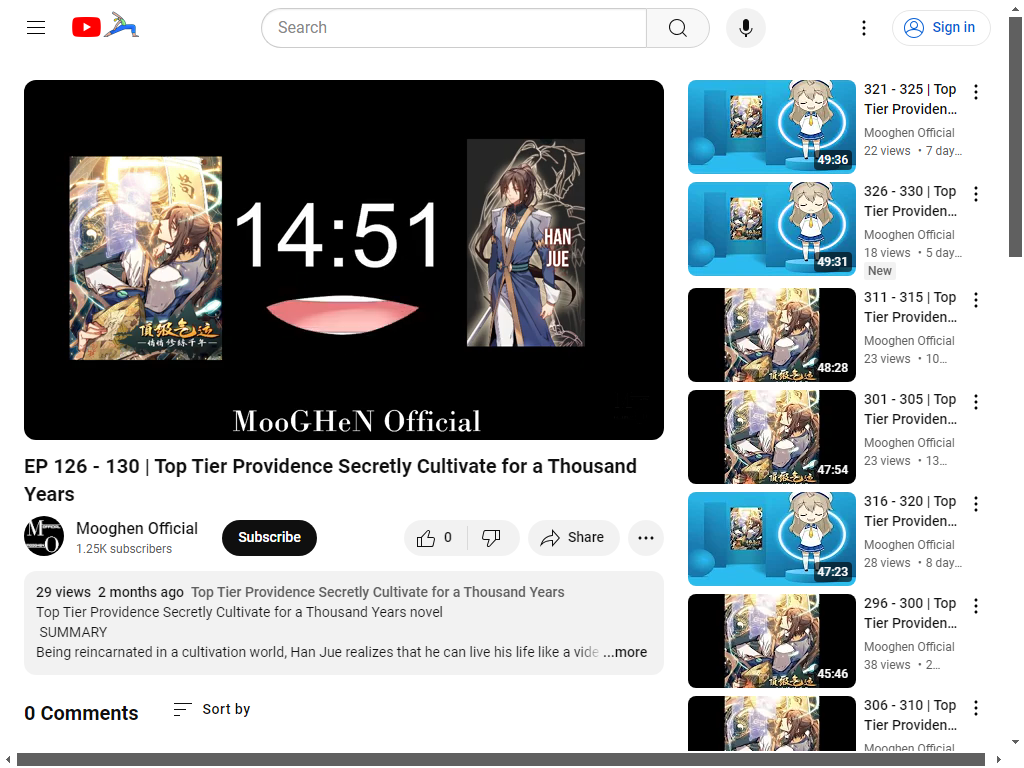 Search
Sign in
筍
頂級气运
悄悄修練千年
14:51
HAN
JUE
MooGHeN Official
EP 126 - 130 | Top Tier Providence Secretly Cultivate for a Thousand
Years
Mooghen Official
1.25K subscribers
Subscribe
0
Share
29 views 2 months ago Top Tier Providence Secretly Cultivate for a Thousand Years
Top Tier Providence Secretly Cultivate for a Thousand Years novel
SUMMARY
Being reincarnated in a cultivation world, Han Jue realizes that he can live his life like a vide ...more
0 Comments
Sort by
49:36
321 - 325 | Top
Tier Providen...
Mooghen Official
22 views • 7 day...
49:31
326 - 330 | Top
Tier Providen...
Mooghen Official
18 views • 5 day...
New
48:28
311 - 315 | Top
Tier Providen...
Mooghen Official
23 views • 10...
47:54
301 - 305 | Top
Tier Providen...
Mooghen Official
23 views • 13...
47:23
316 - 320 | Top
Tier Providen...
Mooghen Official
28 views • 8 day...
45:46
296 - 300 | Top
Tier Providen...
Mooghen Official
38 views • 2...
306 - 310 | Top
Tier Providen...
Mooghen Official